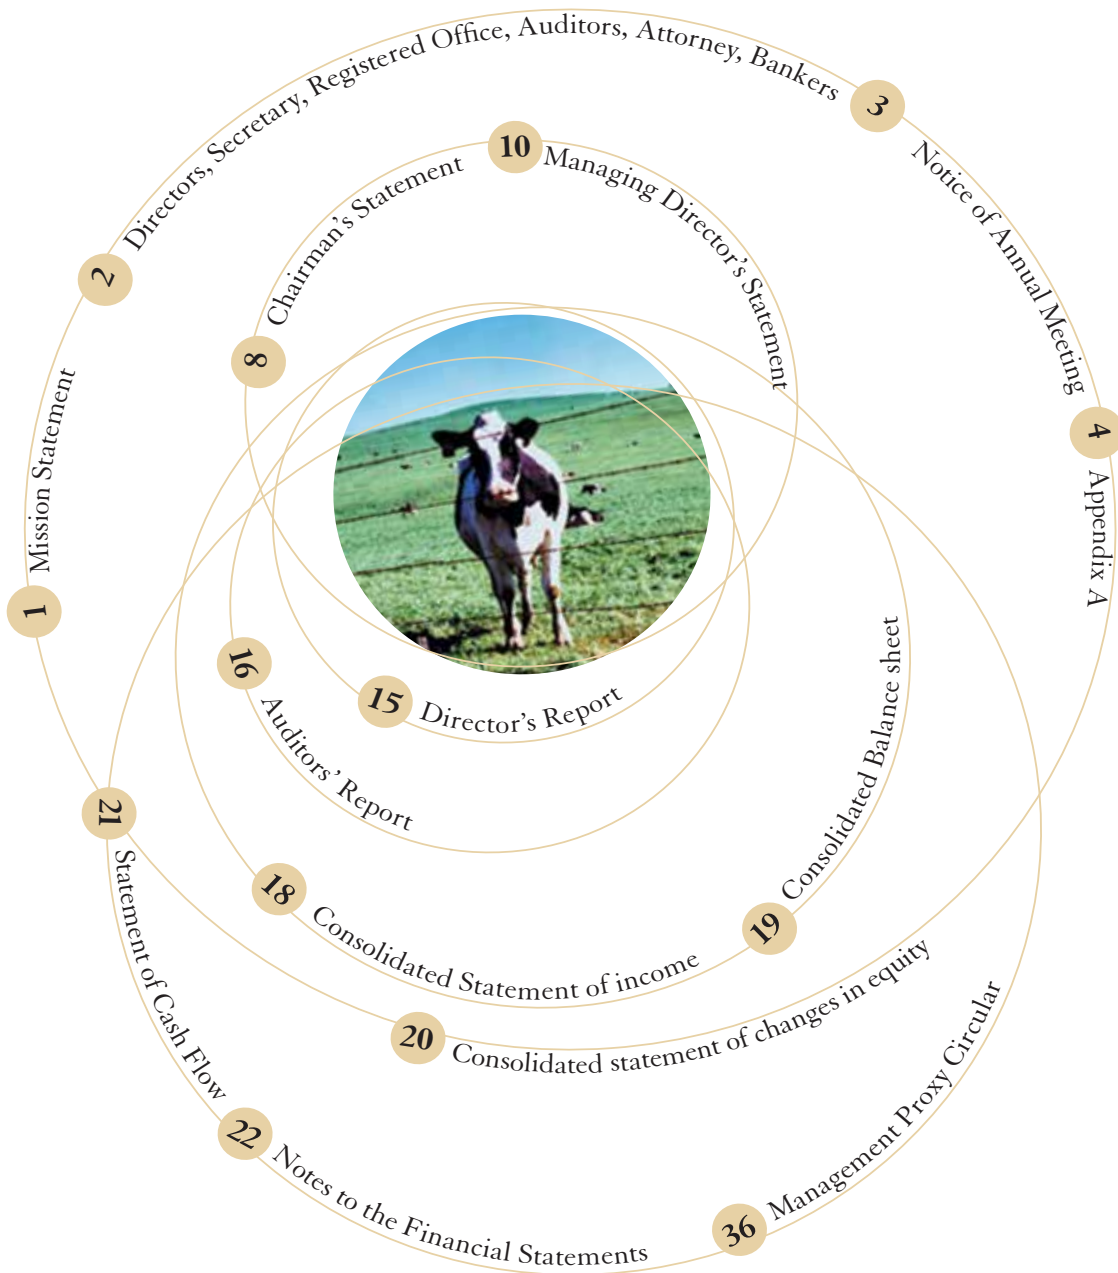 1 Mission Statement
2 Directors, Secretary, Registered Office, Auditors, Attorney, Bankers
3 Notice of Annual Meeting
4 Appendix A
8 Chairman’s Statement
10 Managing Director’s Statement
15 Director’s Report
16 Auditors’ Report
18 Consolidated Statement of income
19 Consolidated Balance sheet
20 Consolidated statement of changes in equity
21 Statement of Cash Flow
22 Notes to the Financial Statements
36 Management Proxy Circular